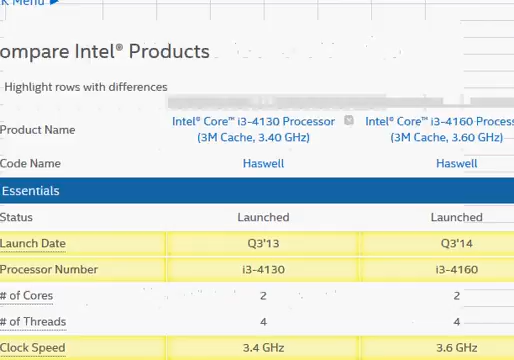 Menu
ompare Intel® Products
Highlight rows with differences
Product Name
Intel® Core™ i3-4130 Processor
(3M Cache, 3.40 GHz)
Intel® Core™ i3-4160 Proces
(3M Cache, 3.60 GHz)
Code Name Haswell Haswell
Essentials
Status Launched Launched
Launch Date Q3'13 Q3'14
Processor Number i3-4130 i3-4160
# of Cores 2 2
# of Threads 4 4
Clock Speed 3.4 GHz 3.6 GHz